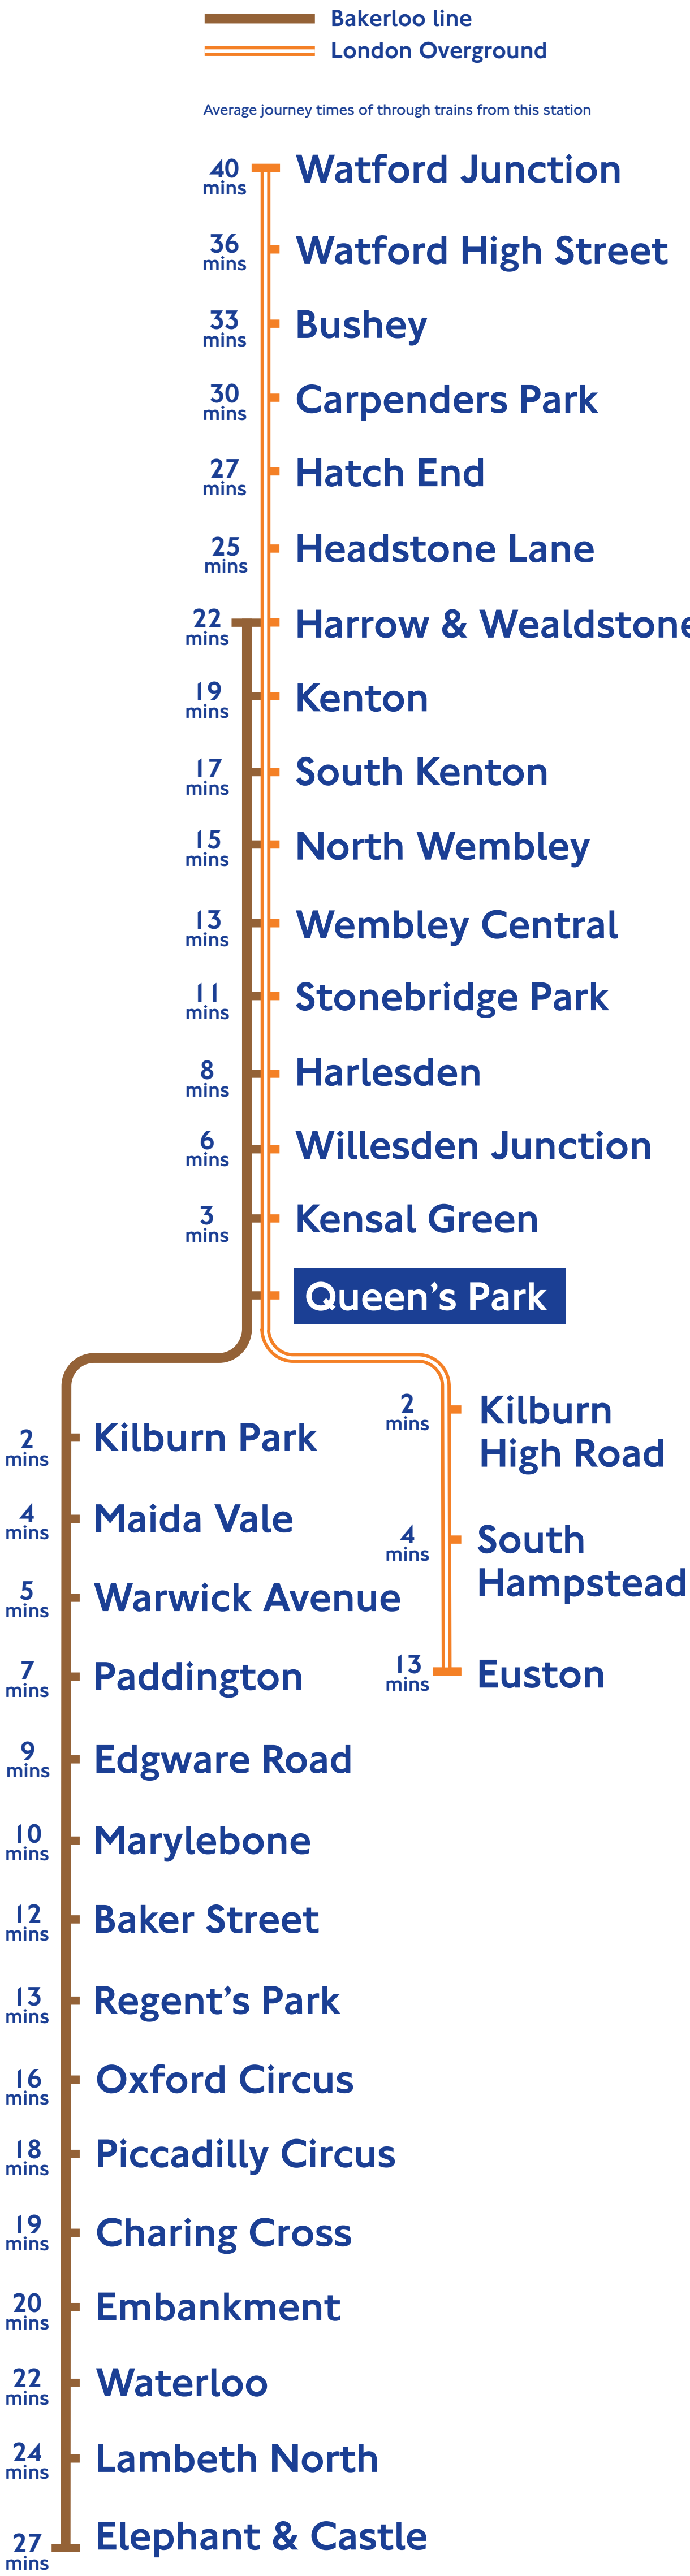 Bakerloo line
London Overground
Average journey times of through trains from this station
40
mins
Watford Junction
36
mins
Watford High Street
33
mins
Bushey
30
mins
Carpenders Park
27
mins
Hatch End
25
mins
Headstone Lane
22
mins
Harrow & Wealdstone
19
mins
Kenton
17
mins
South Kenton
15
mins
North Wembley
13
mins
Wembley Central
11
mins
Stonebridge Park
8
mins
Harlesden
6
mins
Willesden Junction
3
mins
Kensal Green
Queen’s Park
2
mins
Kilburn
High Road
4
mins
South
Hampstead
13
mins
Euston
2
mins
Kilburn Park
4
mins
Maida Vale
5
mins
Warwick Avenue
7
mins
Paddington
9
mins
Edgware Road
10
mins
Marylebone
12
mins
Baker Street
13
mins
Regent’s Park
16
mins
Oxford Circus
18
mins
Piccadilly Circus
19
mins
Charing Cross
20
mins
Embankment
22
mins
Waterloo
24
mins
Lambeth North
27
mins
Elephant & Castle